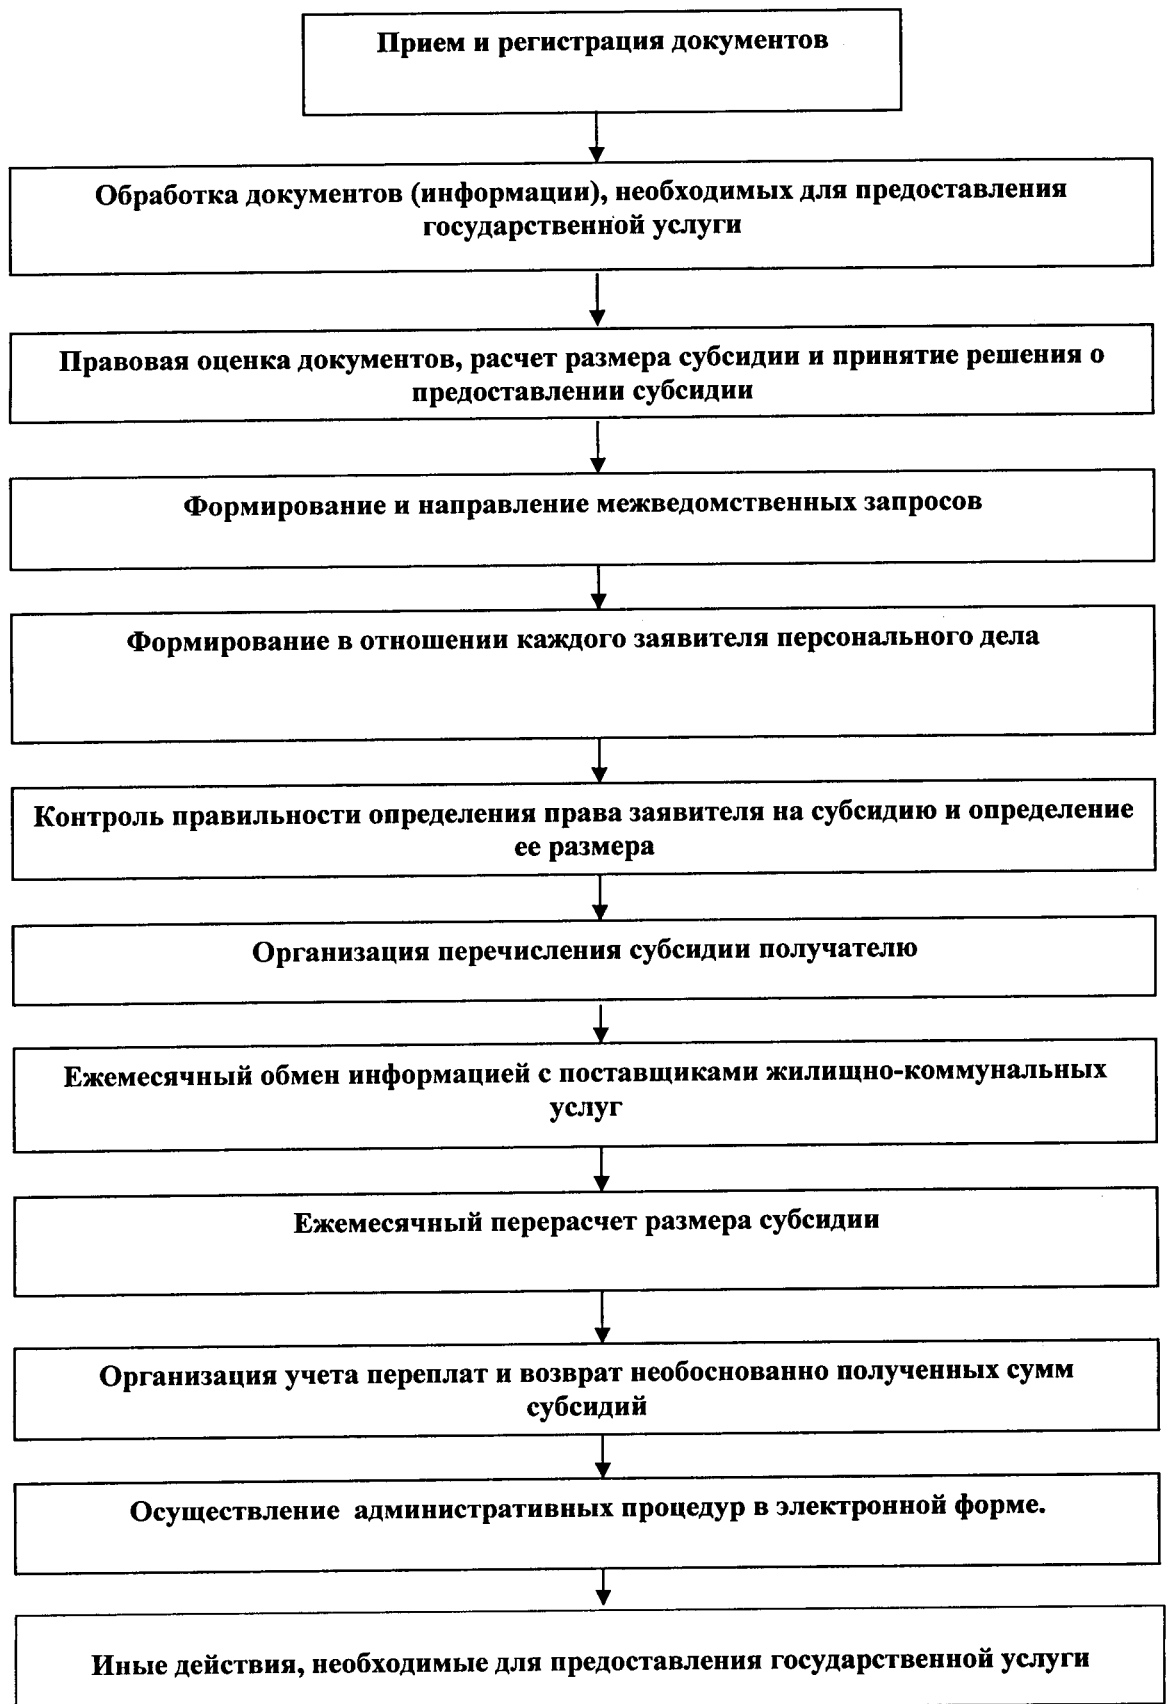 Прием и регистрация документов
Обработка документов (информации), необходимых для предоставления
государственной услуги
Правовая оценка документов, расчет размера субсидии и принятие решения о
предоставлении субсидии
Формирование и направление межведомственных запросов
Формирование в отношении каждого заявителя персонального дела
Контроль правильности определения права заявителя на субсидию и определение
ее размера
Организация перечисления субсидии получателю
Ежемесячный обмен информацией с поставщиками жилищно-коммунальных
услуг
Ежемесячный перерасчет размера субсидии
Организация учета переплат и возврат необоснованно полученных сумм
субсидий
Осуществление административных процедур в электронной форме.
Иные действия, необходимые для предоставления государственной услуги